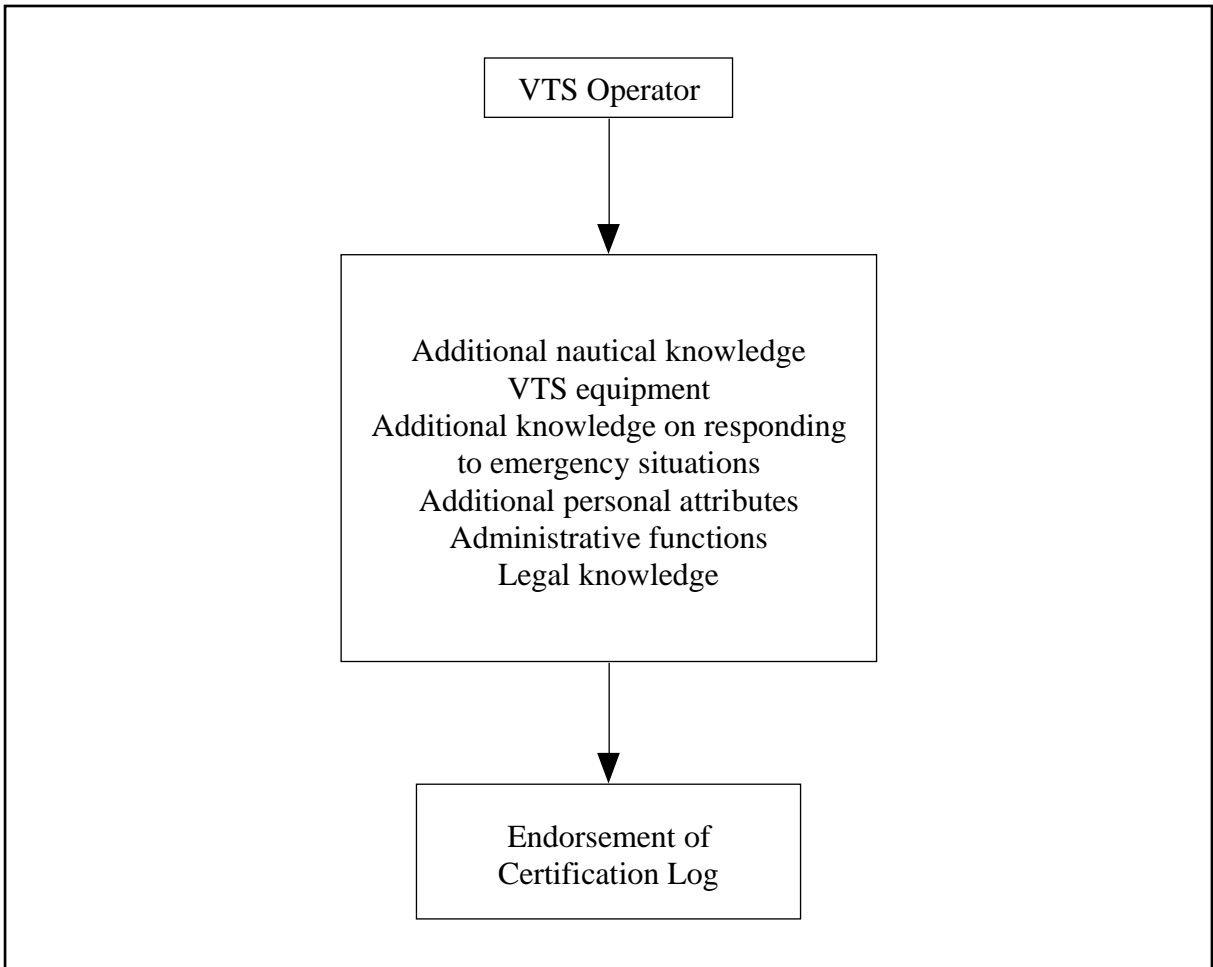 VTS Operator
Additional nautical knowledge
VTS equipment
Additional knowledge on responding
to emergency situations
Additional personal attributes
Administrative functions
Legal knowledge
Endorsement of
Certification Log